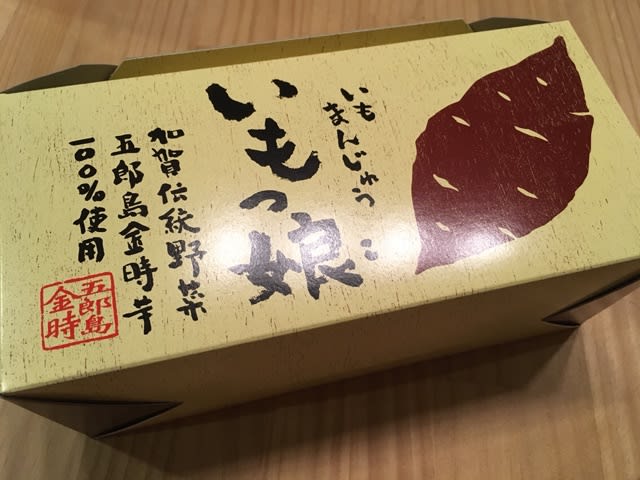 いも
まんじゅう
いもっ娘
こ
加賀伝統野菜
五郎島金時芋
一〇〇%使用
五郎島
金時